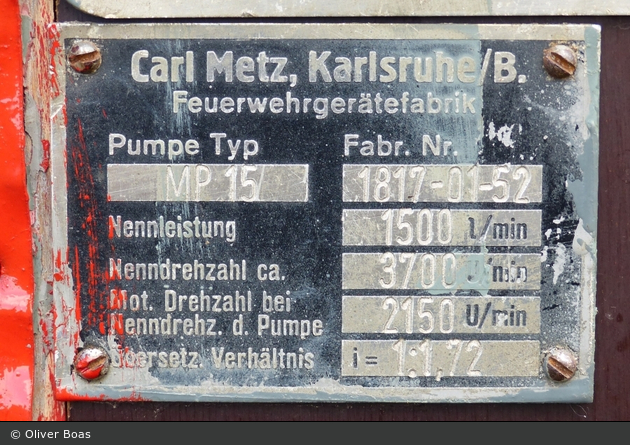 Carl Metz, Karlsruhe/B.
Feuerwehrgerätefabrik
Pumpe Typ Fabr. Nr.
MP 15/ 1817-01-52
Nennleistung 1500 l/min
Nenndrehzahl ca. 3700 U/min
Mot. Drehzahl bei
Nenndrehz. d. Pumpe 2150 U/min
Übersetz. Verhältnis i = 1:1,72
© Oliver Boas